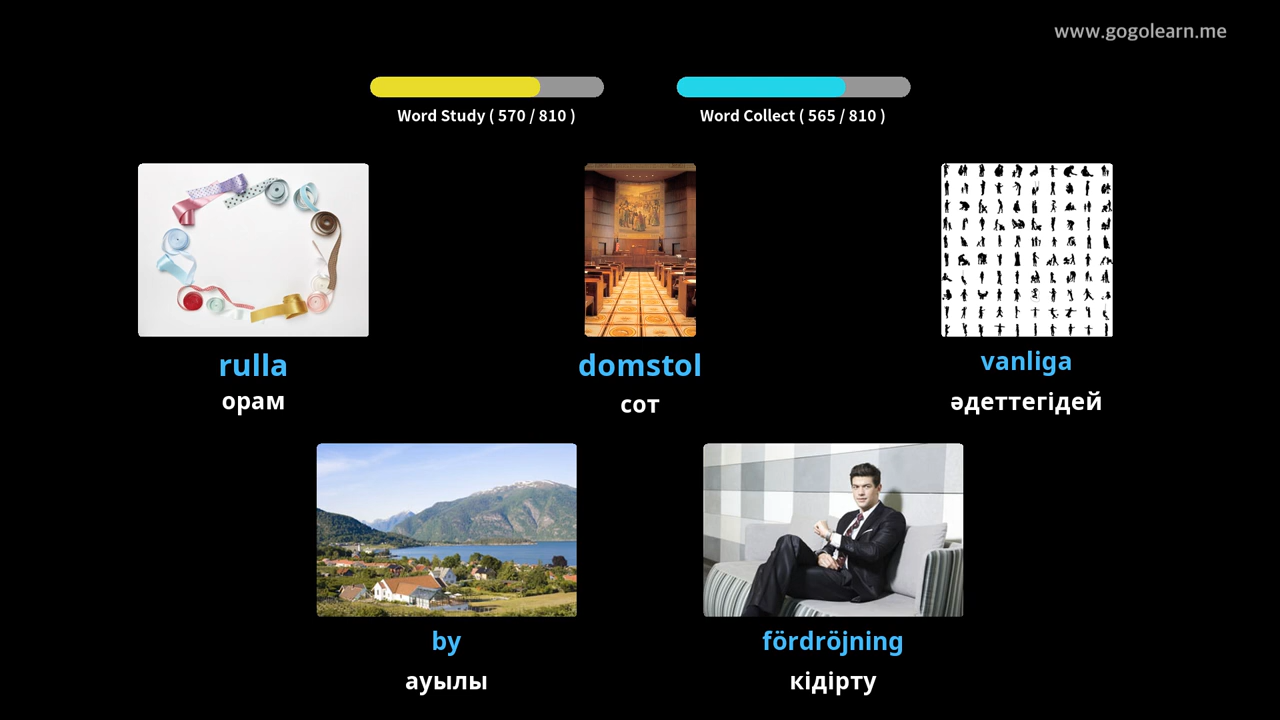 www.gogolearn.me
Word Study ( 570 / 810 )
Word Collect ( 565 / 810 )
rulla
орам
domstol
сот
vanliga
әдеттегідей
by
ауылы
fördröjning
кідірту